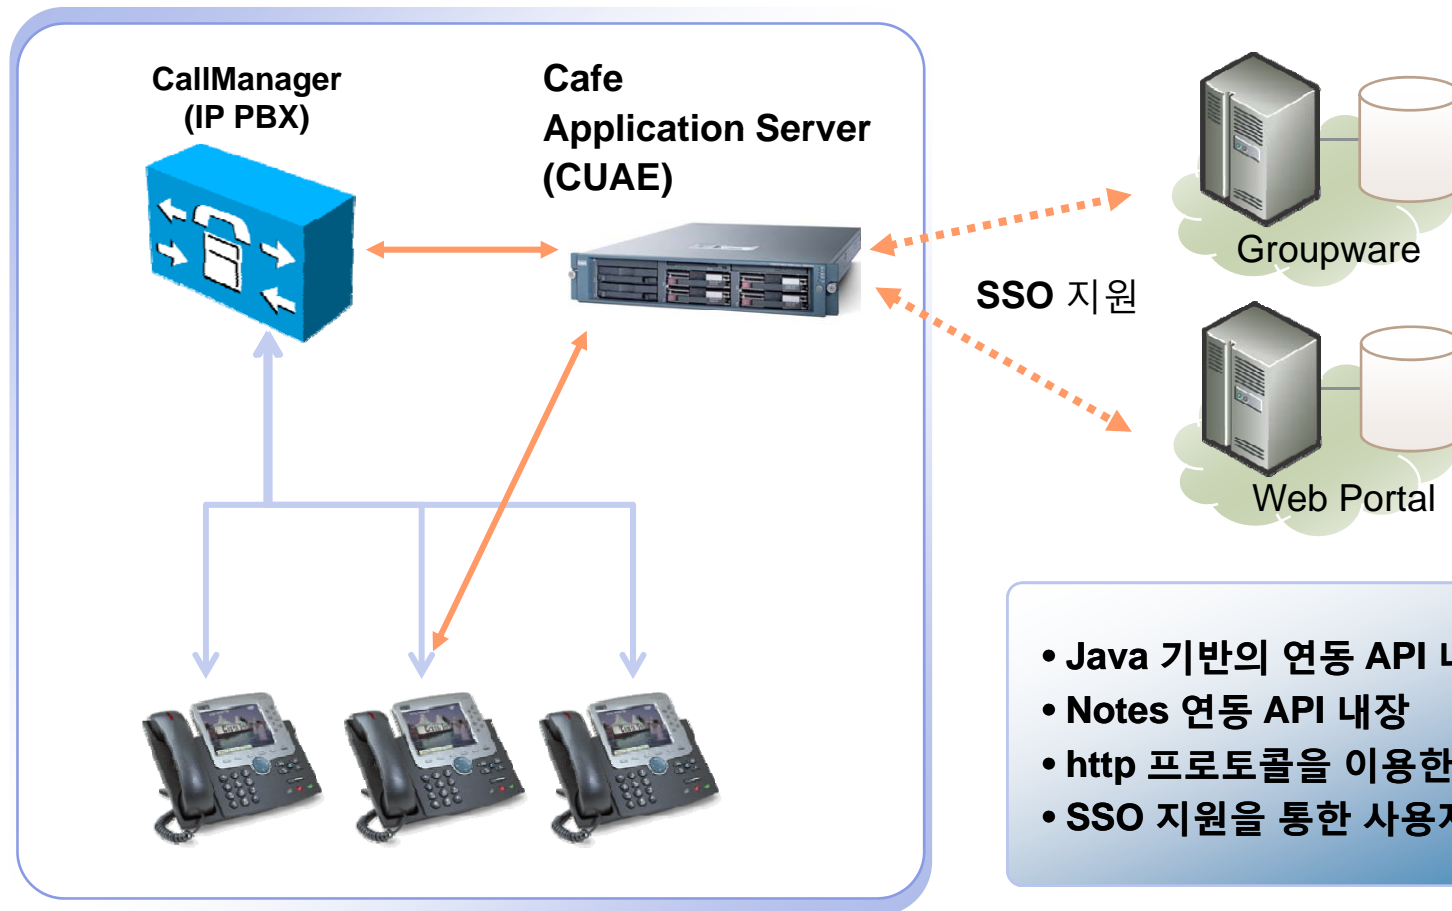 CallManager
(IP PBX)
Cafe
Application Server
(CUAE)
SSO 지원
Groupware
Web Portal
• Java 기반의 연동 API
• Notes 연동 API 내장
• http 프로토콜을 이용한
• SSO 지원을 통한